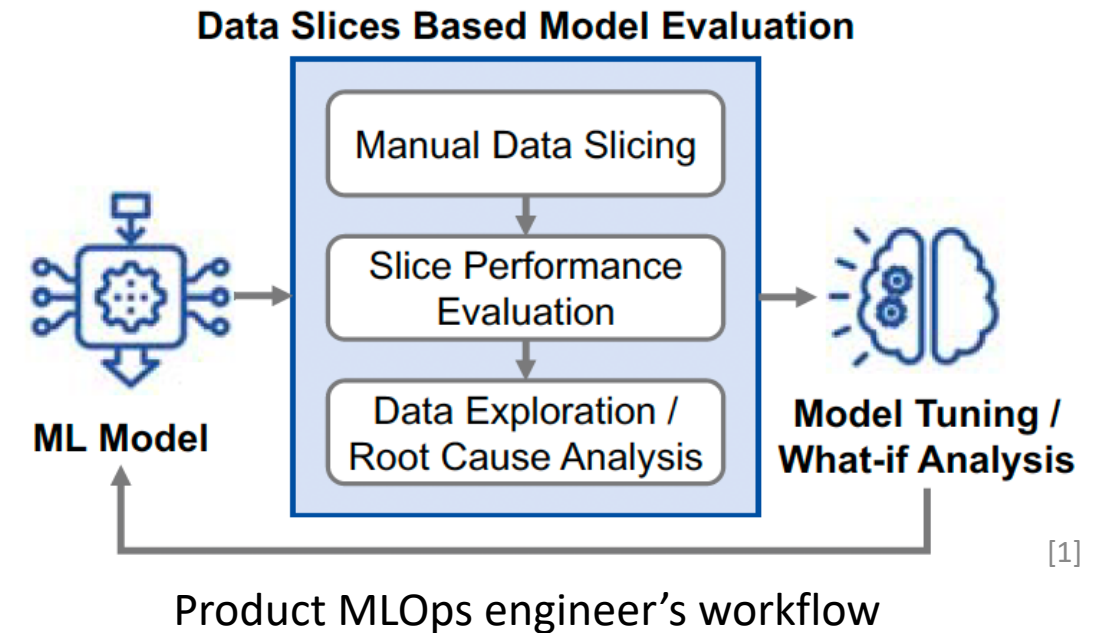 Data Slices Based Model Evaluation
Manual Data Slicing
Slice Performance
Evaluation
Data Exploration /
Root Cause Analysis
ML Model
Model Tuning /
What-if Analysis
[1]
Product MLOps engineer’s workflow